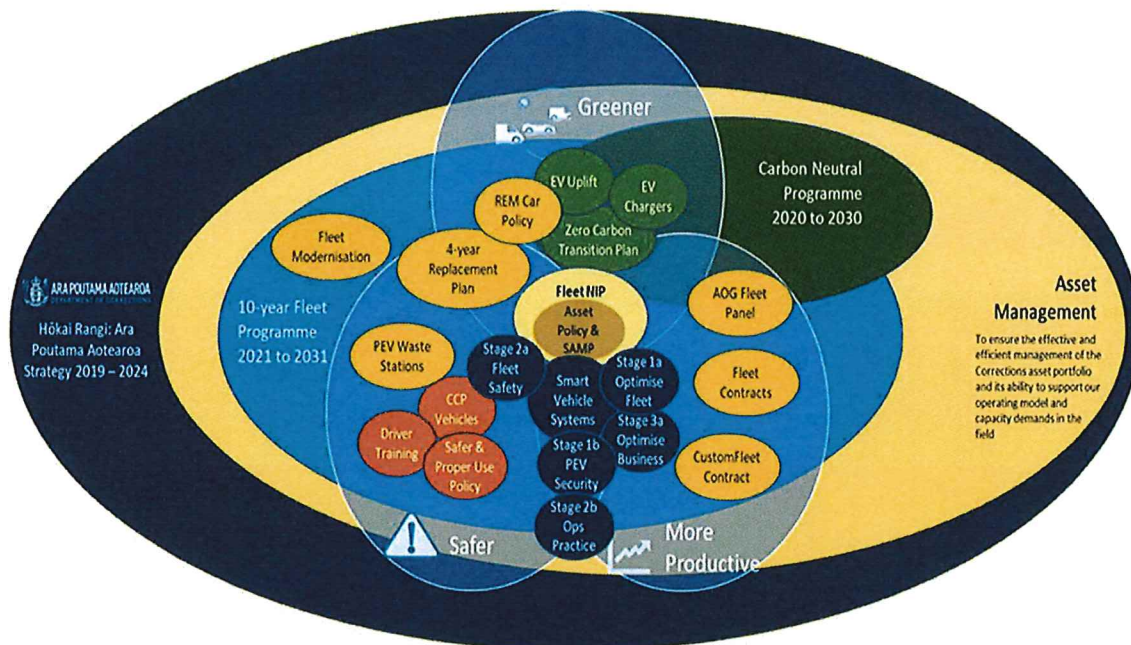 Greener
Carbon Neutral
Programme
2020 to 2030
EV Uplift
EV
Chargers
REM Car
Policy
Zero Carbon
Transition Plan
Fleet
Modernisation
4-year
Replacement
Plan
ARA POUTAMA AOTEAROA
DEPARTMENT OF CORRECTIONS
Hōkai Rangi: Ara
Poutama Aotearoa
Strategy 2019 – 2024
10-year Fleet
Programme
2021 to 2031
Fleet NIP
Asset
Policy &
SAMP
AOG Fleet
Panel
Asset
Management
To ensure the effective and
efficient management of the
Corrections asset portfolio
and its ability to support our
operating model and
capacity demands in the
field
PEV Waste
Stations
Stage 2a
Fleet
Safety
Smart
Vehicle
Systems
Stage 1a
Optimise
Fleet
Fleet
Contracts
CCP
Vehicles
Driver
Training
Safer &
Proper Use
Policy
Stage 1b
PEV
Security
Stage 3a
Optimise
Business
CustomFleet
Contract
Stage 2b
Ops
Practice
Safer
More
Productive